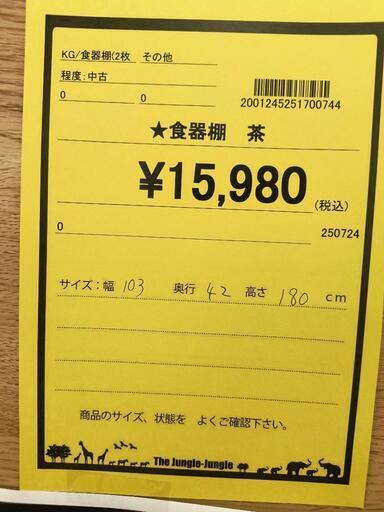 KG/食器棚(2枚 その他
程度:中古
0 0
2001245251700744
★食器棚 茶
¥15,980(税込)
0 250724
サイズ:幅 103 奥行 42 高さ 180 cm
商品のサイズ、状態を よくご確認下さい。
The Jungle-Jungle